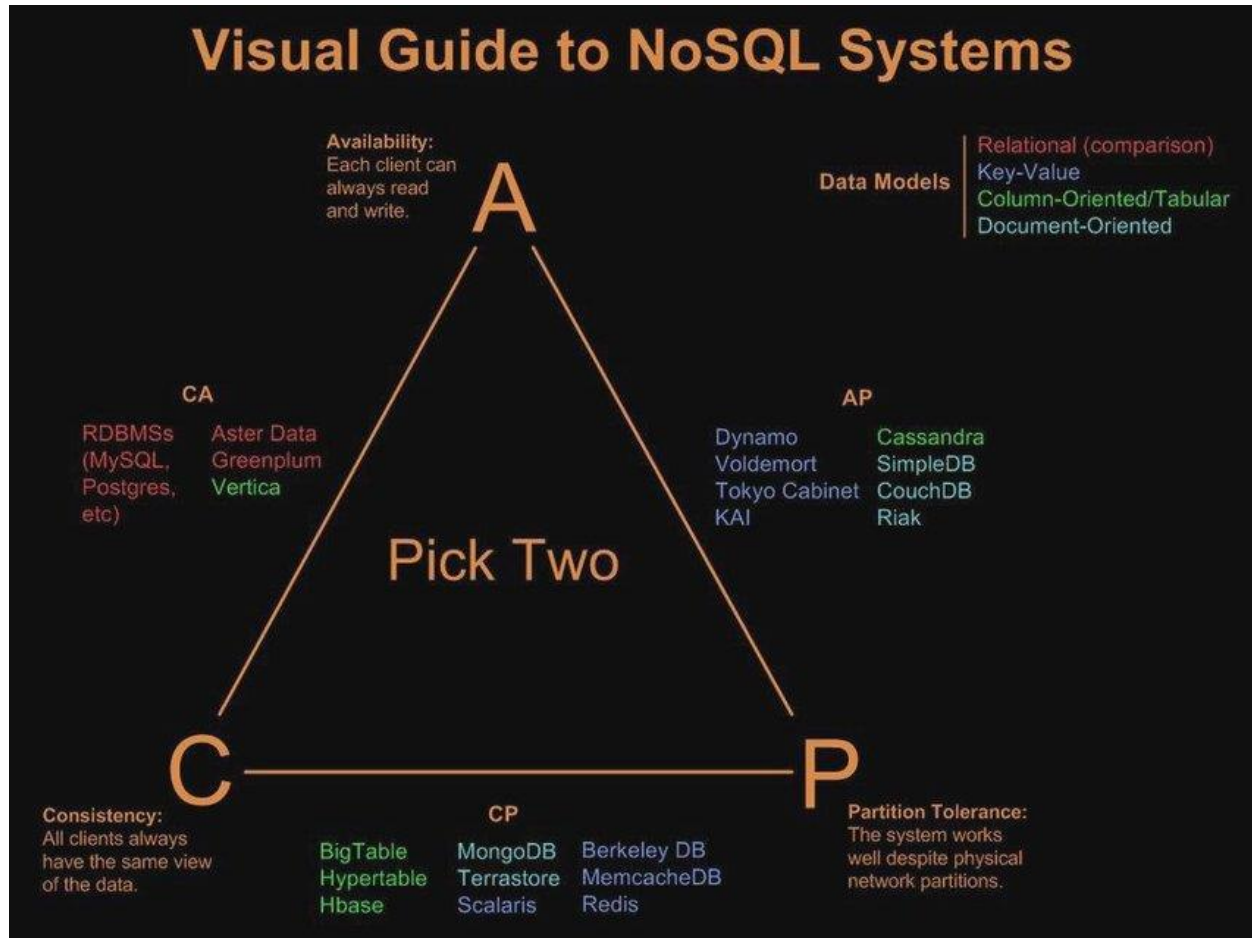 Visual Guide to NoSQL Systems
Availability:
Each client can
always read
and write.
A
Data Models
Relational (comparison)
Key-Value
Column-Oriented/Tabular
Document-Oriented
CA
RDBMSs
(MySQL,
Postgres,
etc)
Aster Data
Greenplum
Vertica
AP
Dynamo
Voldemort
Tokyo Cabinet
KAI
Cassandra
SimpleDB
CouchDB
Riak
Pick Two
C
Consistency:
All clients always
have the same view
of the data.
P
Partition Tolerance:
The system works
well despite physical
network partitions.
CP
BigTable
Hypertable
Hbase
MongoDB
Terrastore
Scalaris
Berkeley DB
MemcacheDB
Redis